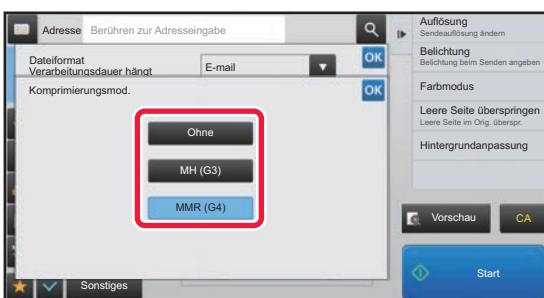 Adresse
Berühren zur Adresseingabe
Dateiformat
Verarbeitungsdauer hängt
E-mail
OK
Komprimierungsmod.
OK
Ohne
MH (G3)
MMR (G4)
Sonstiges
Auflösung
Sendeauflösung ändern
Belichtung
Belichtung beim Senden angeben
Farbmodus
Leere Seite überspringen
Leere Seite im Orig. überspr.
Hintergrundanpassung
Vorschau
CA
Start